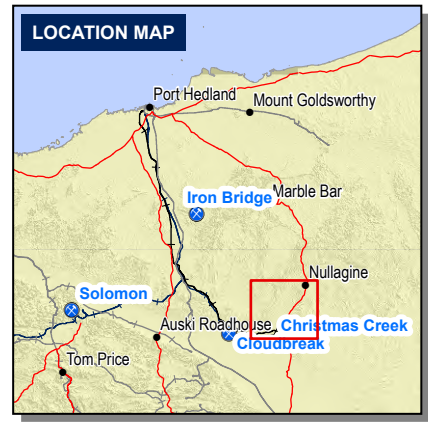 LOCATION MAP
Port Hedland
Mount Goldsworthy
Marble Bar
Iron Bridge
Nullagine
Solomon
Auski Roadhouse
Christmas Creek
Cloudbreak
Tom Price